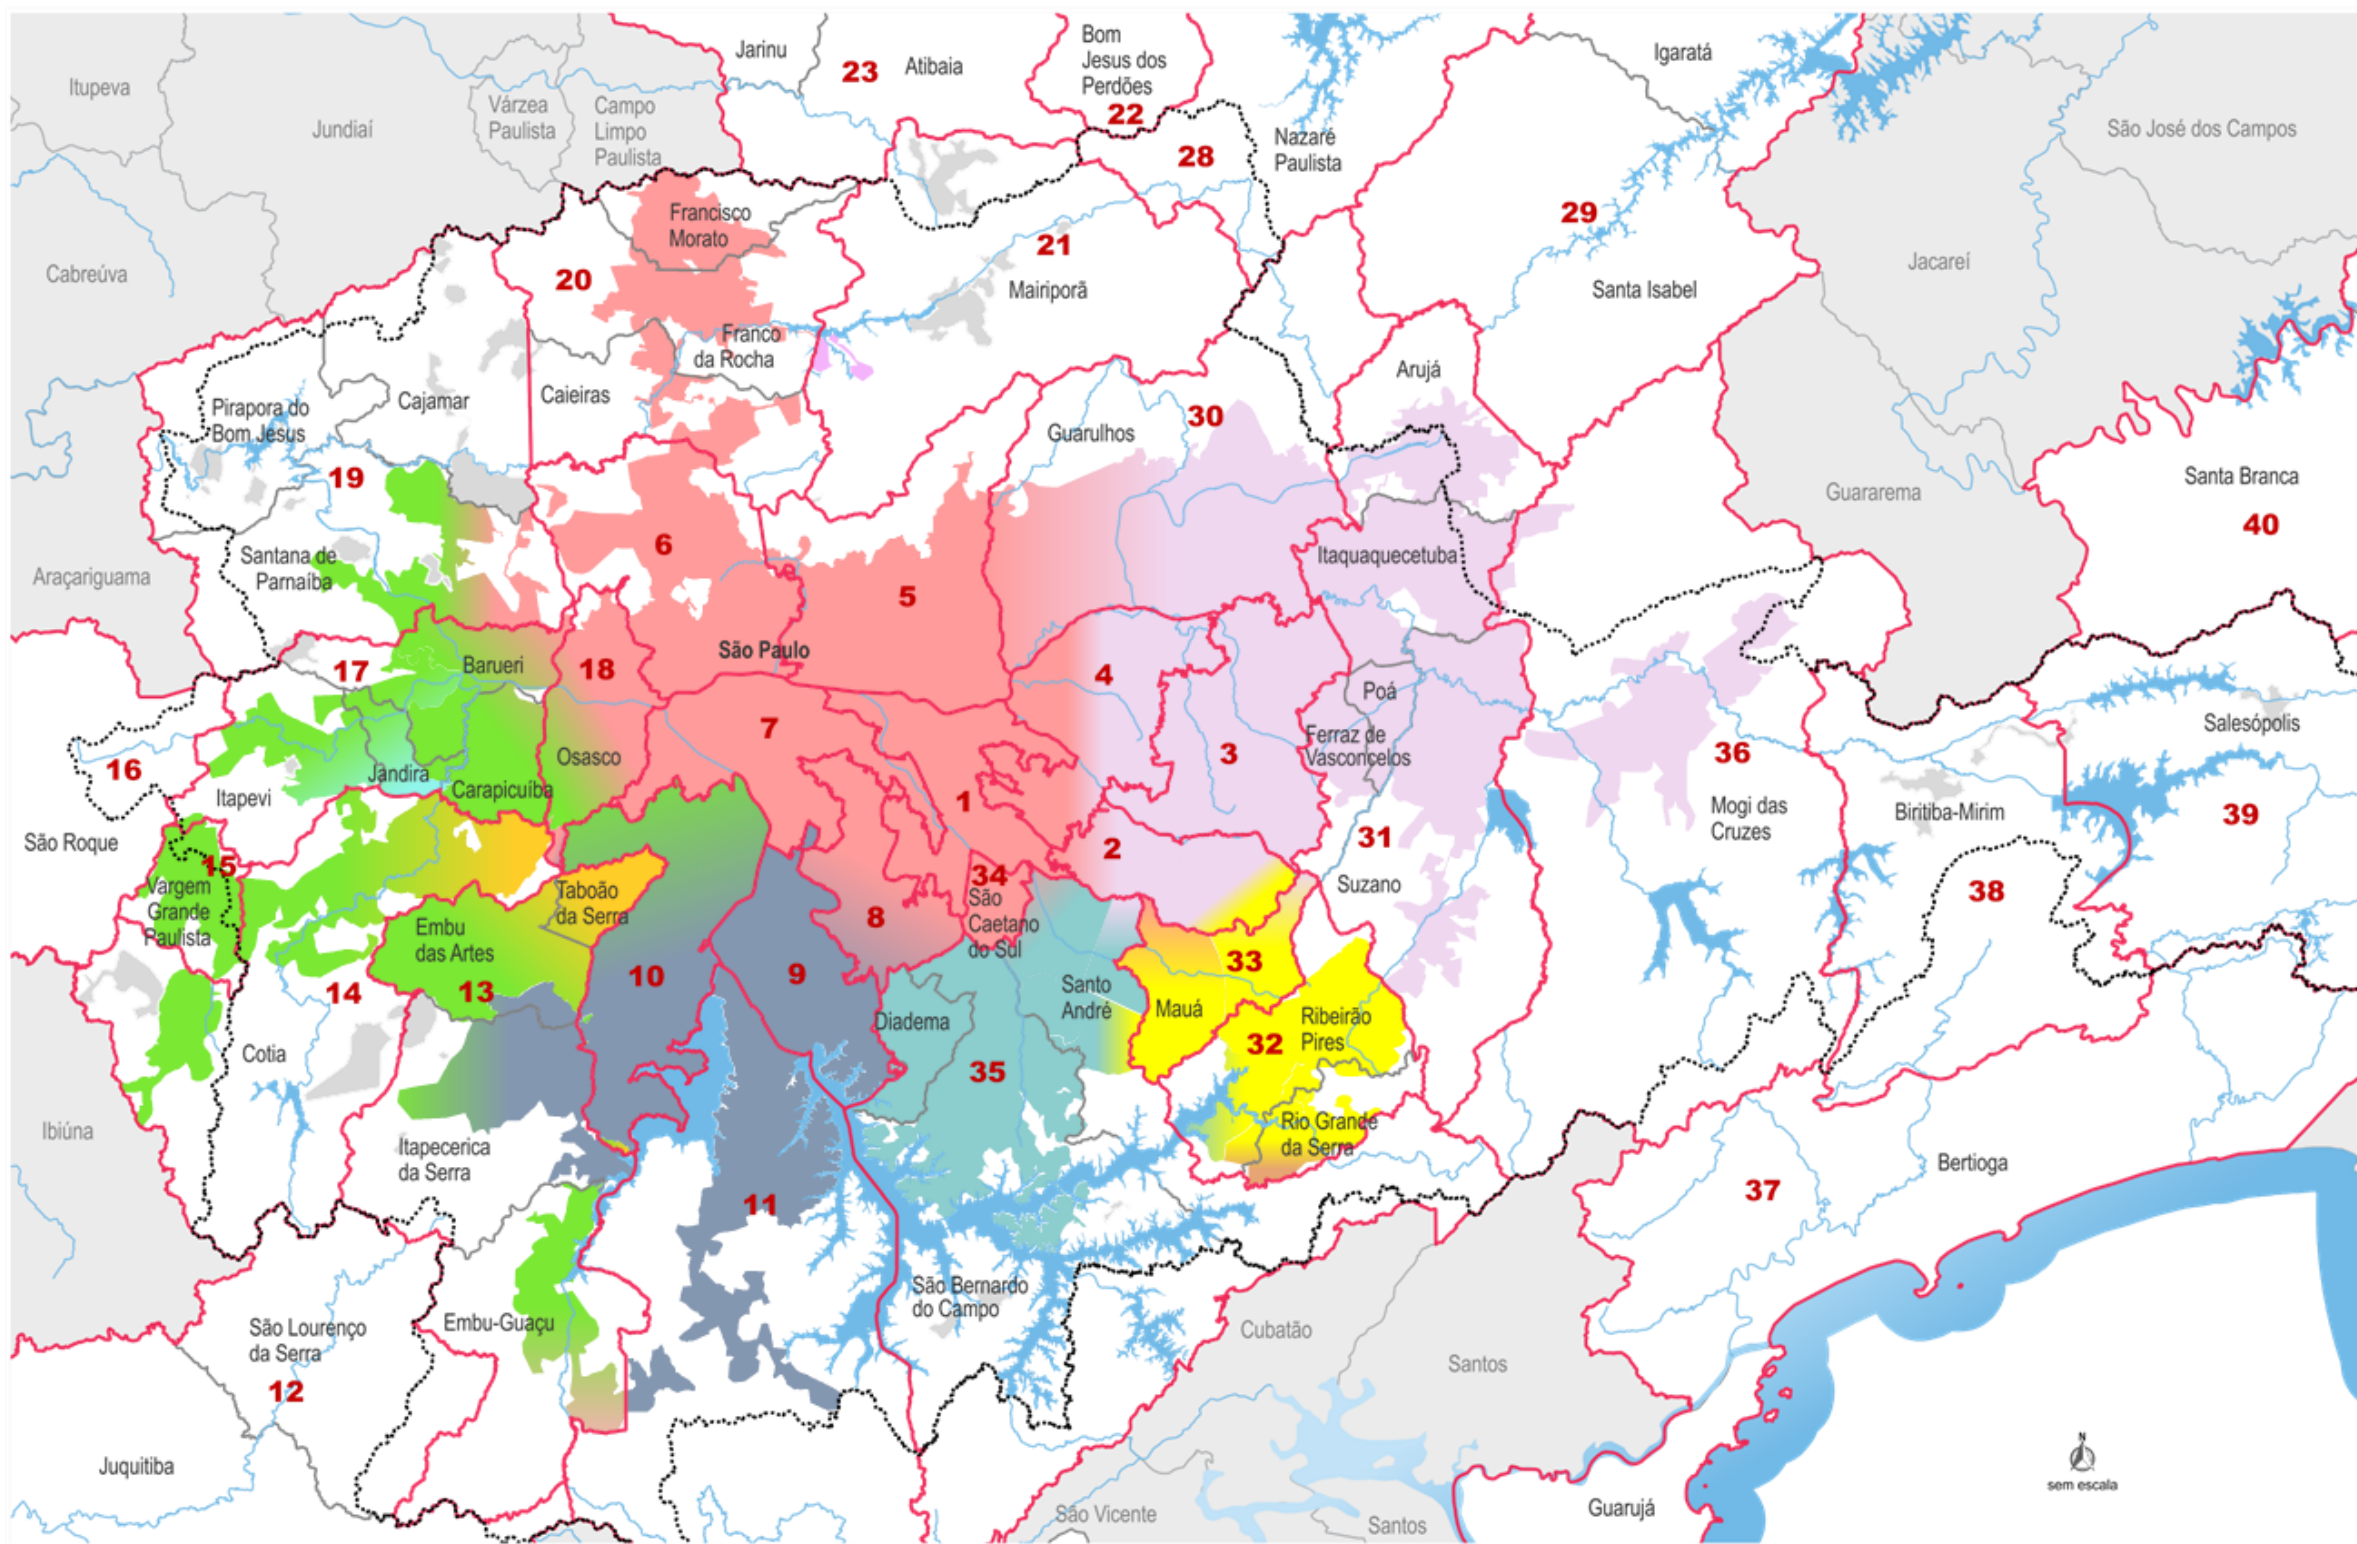 Jarinu
23
Atibaia
Bom
Jesus dos
Perdões
22
Igaratá
Itupeva
Jundiaí
Várzea
Paulista
Campo
Limpo
Paulista
28
Nazaré
Paulista
São José dos Campos
Francisco
Morato
29
21
Cabreúva
20
Mairiporã
Santa Isabel
Jacareí
Franco
da Rocha
Arujá
Pirapora do
Bom Jesus
Cajamar
Caieiras
30
Guarulhos
19
Guararema
Santa Branca
40
6
Santana de
Parnaíba
Araçariguama
Itaquaquecetuba
5
17
Barueri
18
São Paulo
4
Poá
16
Jandira
Osasco
7
3
Ferraz de
Vasconcelos
36
Salesópolis
Itapevi
Carapicuíba
1
Mogi das
Cruzes
Biritiba-Mirim
39
São Roque
15
2
31
Vargem
Grande
Paulista
Taboão
da Serra
34
São
Caetano
do Sul
Suzano
38
Embu
das Artes
8
14
13
10
9
Santo
André
33
Mauá
Cotia
Diadema
35
32
Ribeirão
Pires
Ibiúna
Itapecerica
da Serra
Rio Grande
da Serra
11
37
Bertioga
São Bernardo
do Campo
São Lourenço
da Serra
12
Embu-Guaçu
Cubatão
Santos
Juquitiba
N
sem escala
São Vicente
Santos
Guarujá